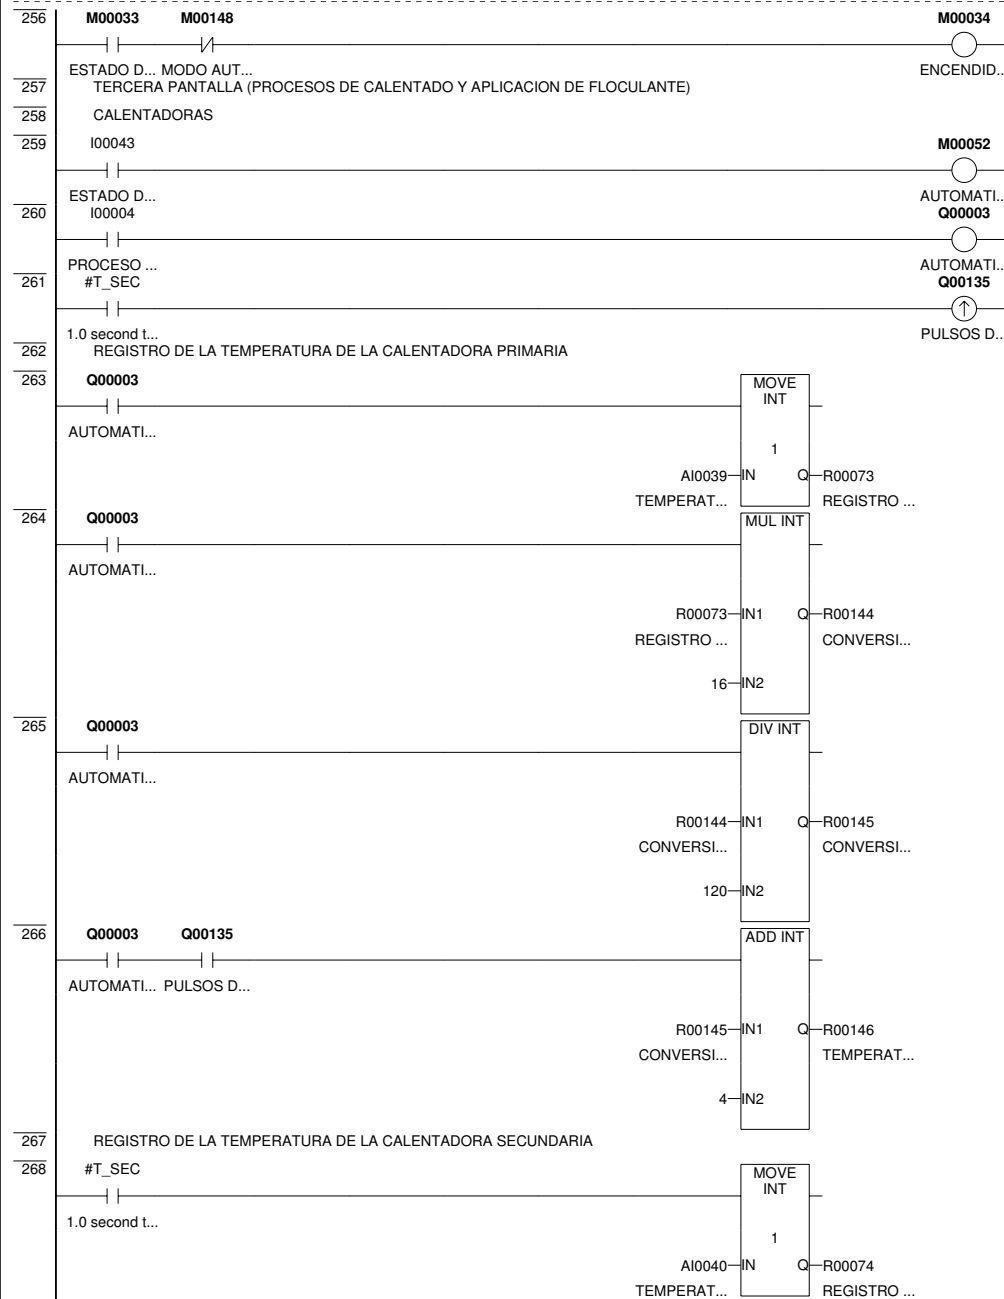 256 M00033 M00148 M00034
ESTADO D... MODO AUT... ENCENDID..
257 TERCERA PANTALLA (PROCESOS DE CALENTADO Y APLICACION DE FLOCULANTE)
258 CALENTADORAS
259 I00043 M00052
ESTADO D... AUTOMATI..
260 I00004 Q00003
PROCESO ... AUTOMATI..
261 #T_SEC Q00135
1.0 second t... PULSOS D..
262 REGISTRO DE LA TEMPERATURA DE LA CALENTADORA PRIMARIA
263 Q00003 MOVE
INT
AUTOMATI...
1
AI0039 IN Q R00073
TEMPERAT... REGISTRO ...
264 Q00003 MUL INT
AUTOMATI...
R00073 IN1 Q R00144
REGISTRO ... CONVERSI...
16 IN2
265 Q00003 DIV INT
AUTOMATI...
R00144 IN1 Q R00145
CONVERSI... CONVERSI...
120 IN2
266 Q00003 Q00135 ADD INT
AUTOMATI... PULSOS D...
R00145 IN1 Q R00146
CONVERSI... TEMPERAT...
4 IN2
267 REGISTRO DE LA TEMPERATURA DE LA CALENTADORA SECUNDARIA
268 #T_SEC MOVE
INT
1.0 second t...
1
AI0040 IN Q R00074
TEMPERAT... REGISTRO ...